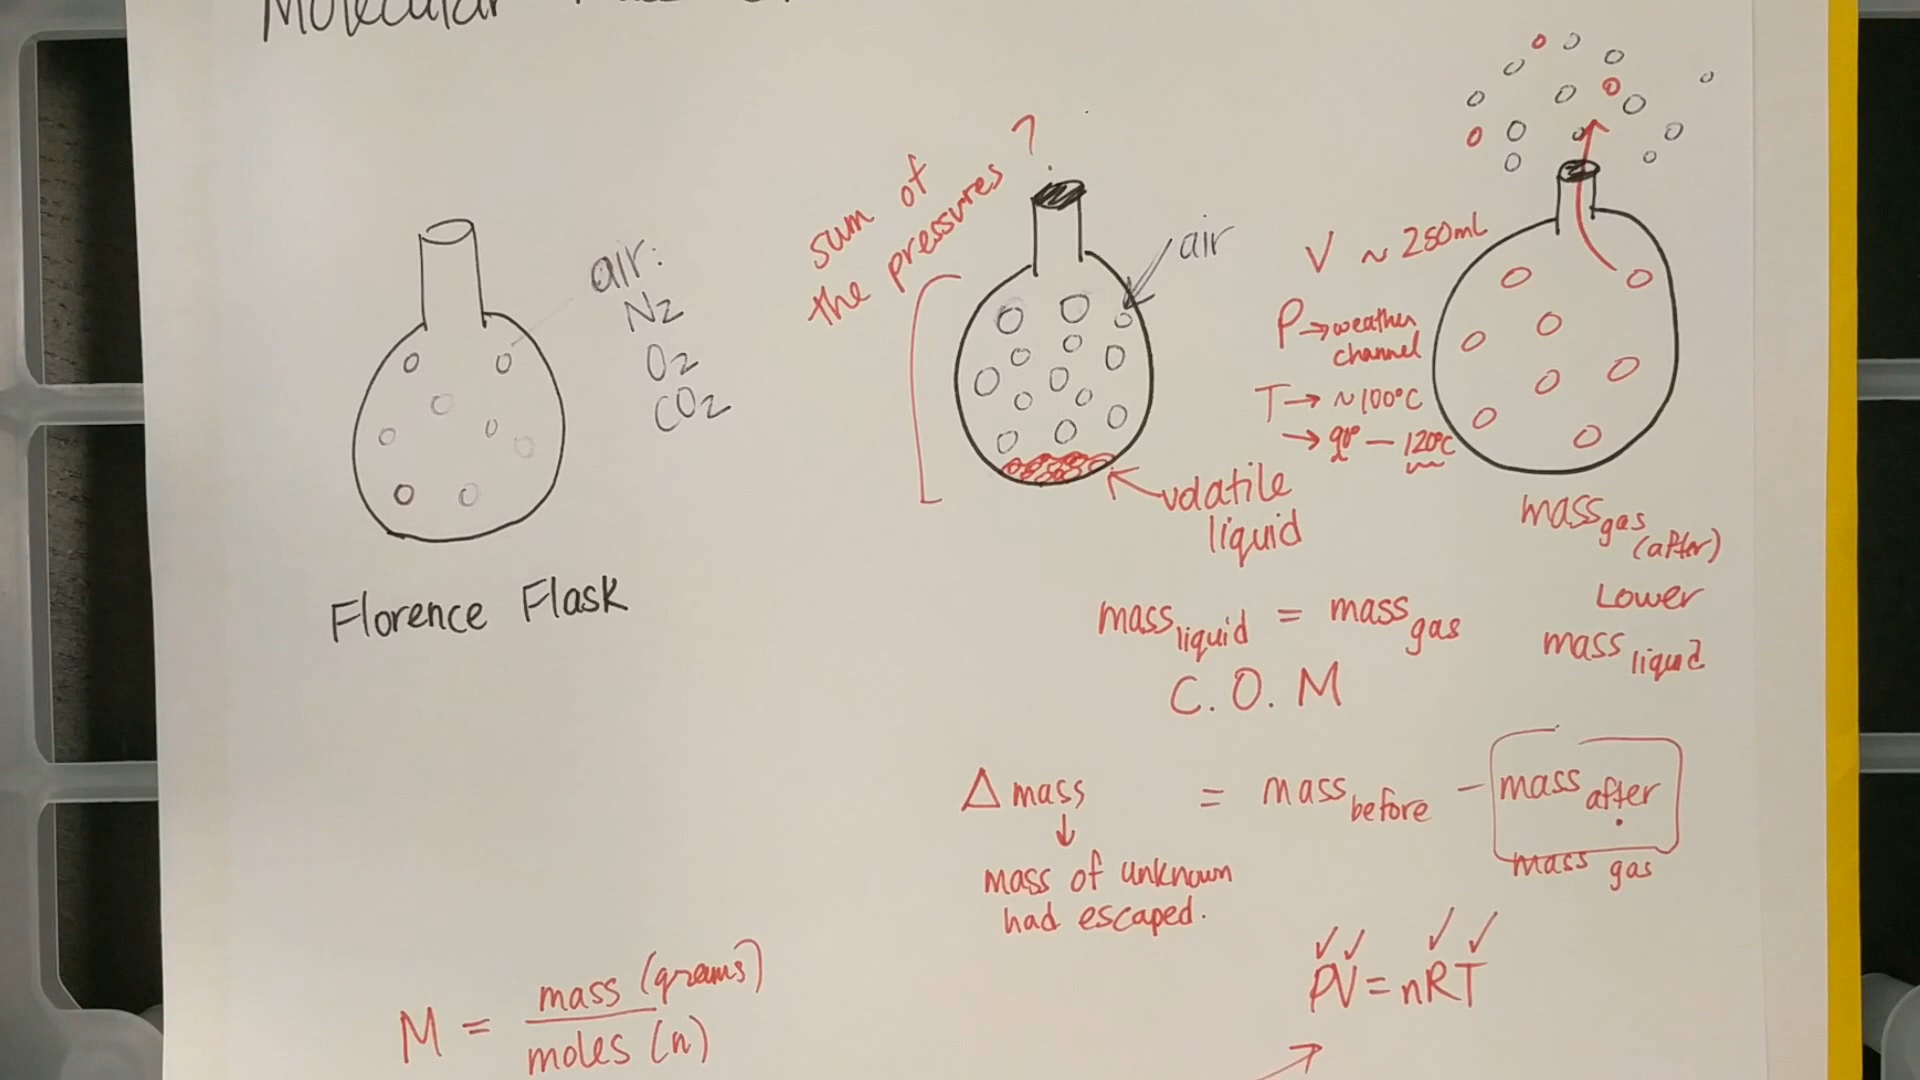 Molecular
air:
N2
O2
CO2
Florence Flask
sum of
the pressures?
air
volatile
liquid
V ~ 250mL
P → weather
channel
T → ~100°C
→ 90° — 120°C
mass gas
(after)
Lower
mass liquid
mass liquid = mass gas
C.O.M
Δ mass = mass before - mass after
mass gas
↓
mass of unknown
had escaped.
✓✓ ✓ ✓
PV = nRT
M = mass (grams)
moles (n)